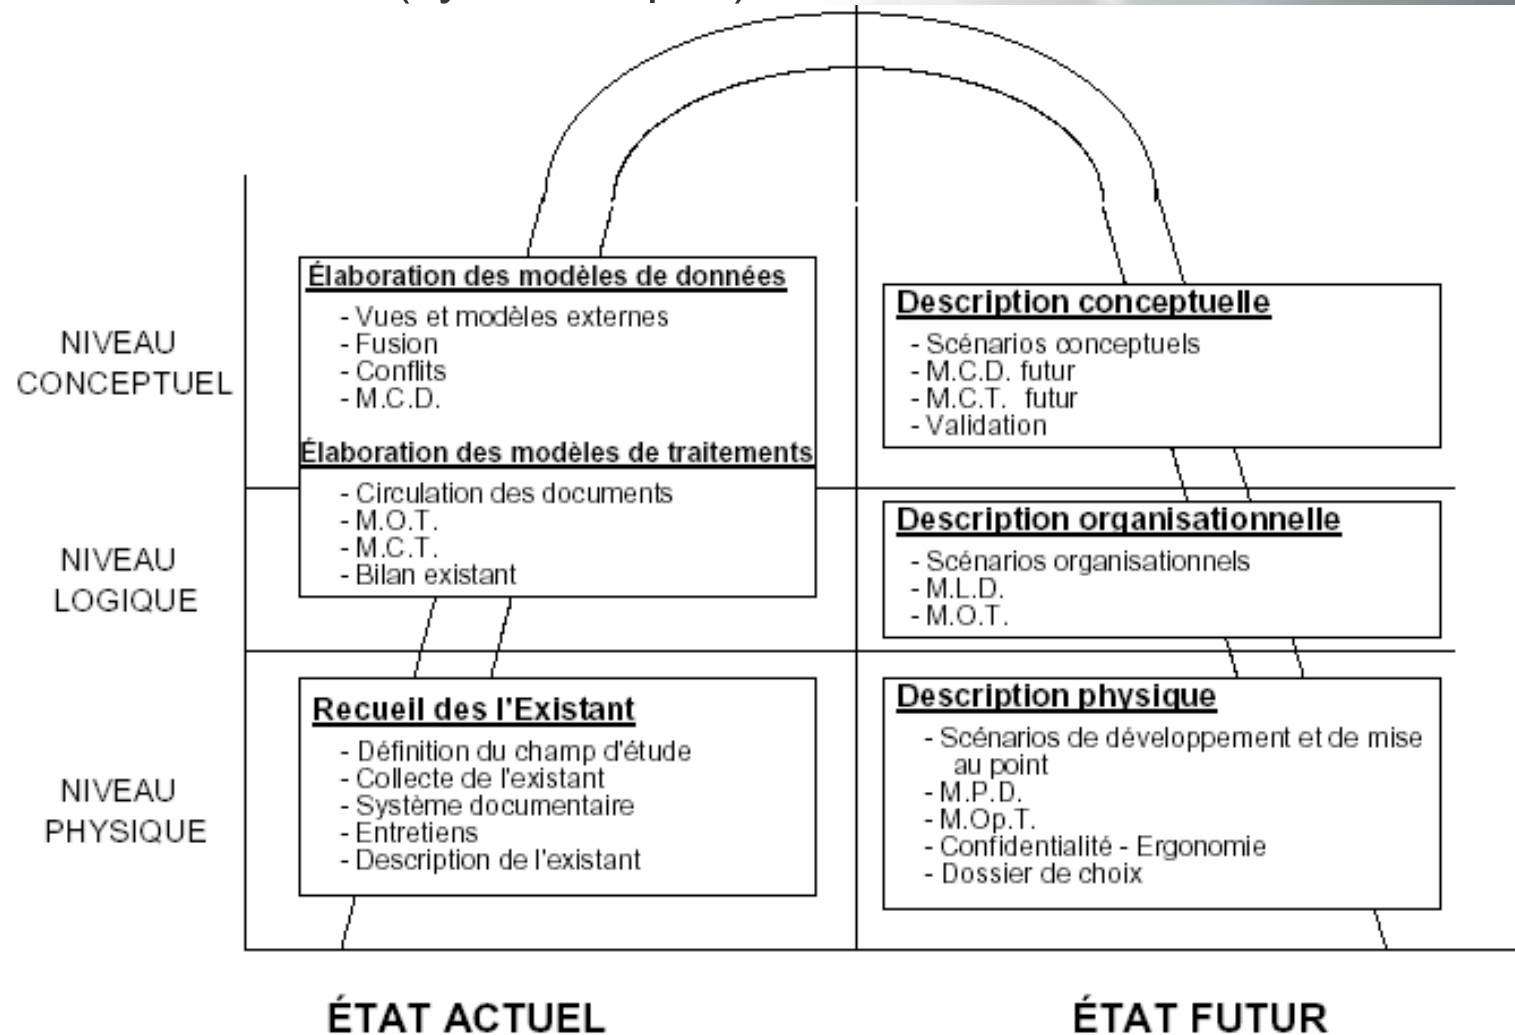 Élaboration des modèles de données
- Vues et modèles externes
- Fusion
- Conflits
- M.C.D.
Élaboration des modèles de traitements
- Circulation des documents
- M.O.T.
- M.C.T.
- Bilan existant
Description conceptuelle
- Scénarios conceptuels
- M.C.D. futur
- M.C.T. futur
- Validation
NIVEAU
CONCEPTUEL
Description organisationnelle
- Scénarios organisationnels
- M.L.D.
- M.O.T.
NIVEAU
LOGIQUE
Recueil des l'Existant
- Définition du champ d'étude
- Collecte de l'existant
- Système documentaire
- Entretiens
- Description de l'existant
Description physique
- Scénarios de développement et de mise
au point
- M.P.D.
- M.Op.T.
- Confidentialité - Ergonomie
- Dossier de choix
NIVEAU
PHYSIQUE
ÉTAT ACTUEL
ÉTAT FUTUR